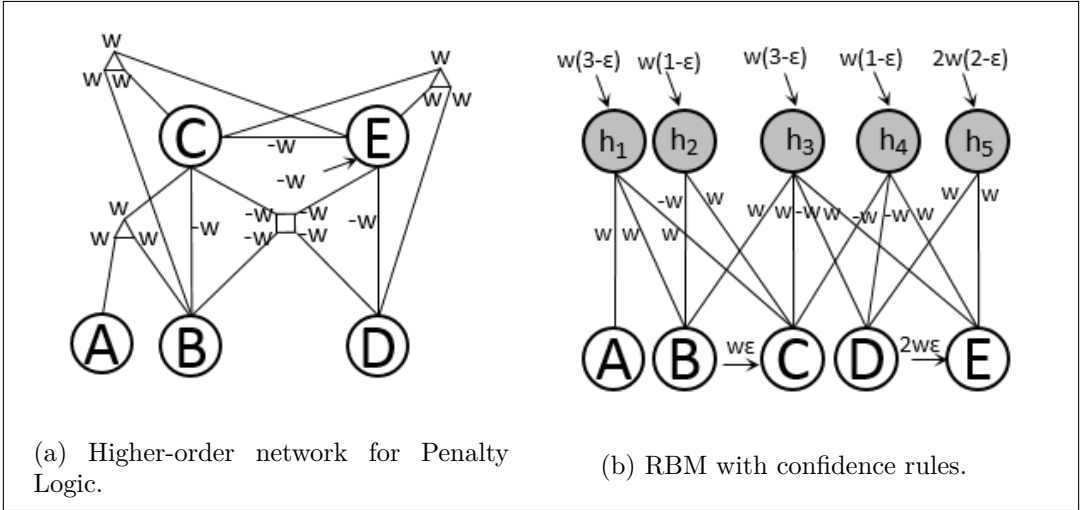 w
w w
w
w w
C
E
-w
-w
w
w w
-w
-w -w
-w -w
-w
A
B
D
(a) Higher-order network for Penalty
Logic.
w(3-ε) w(1-ε) w(3-ε) w(1-ε) 2w(2-ε)
h1 h2 h3 h4 h5
w w -w w w w w -w w -w -w w w w
A B wε C D 2wε E
(b) RBM with confidence rules.